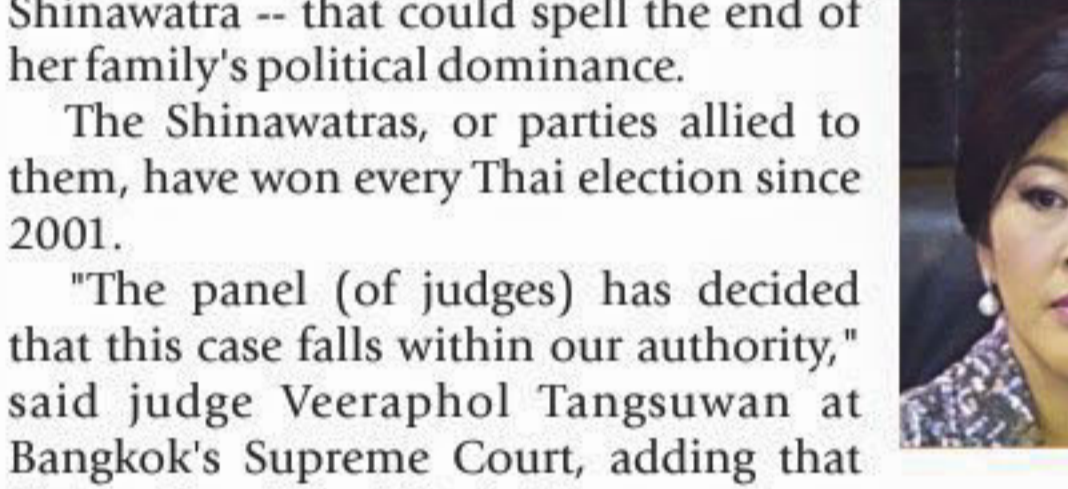 Shinawatra -- that could spell the end of
her family's political dominance.
The Shinawatras, or parties allied to
them, have won every Thai election since
2001.
"The panel (of judges) has decided
that this case falls within our authority,"
said judge Veeraphol Tangsuwan at
Bangkok's Supreme Court, adding that